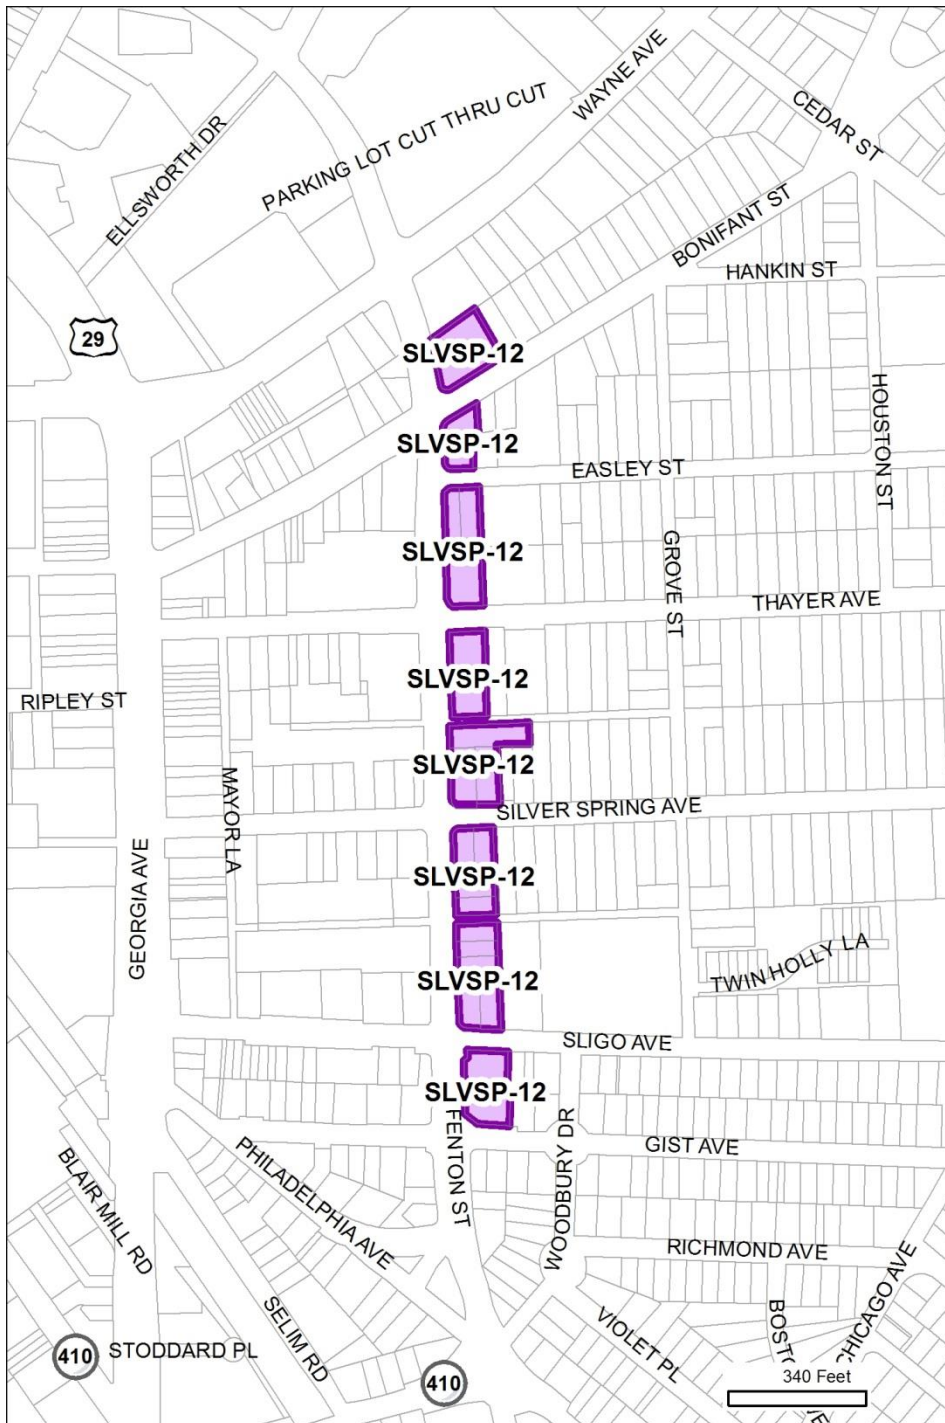 WAYNE AVE
CEDAR ST
PARKING LOT CUT THRU CUT
ELLSWORTH DR
BONIFANT ST
HANKIN ST
29
SLVSP-12
HOUSTON ST
SLVSP-12
EASLEY ST
SLVSP-12
GROVE ST
THAYER AVE
SLVSP-12
RIPLEY ST
SLVSP-12
MAYOR LA
SILVER SPRING AVE
GEORGIA AVE
SLVSP-12
TWIN HOLLY LA
SLVSP-12
SLIGO AVE
SLVSP-12
FENTON ST
WOODBURY DR
GIST AVE
PHILADELPHIA AVE
BLAIR MILL RD
RICHMOND AVE
CHICAGO AVE
SELIM RD
VIOLET PL
410
STODDARD PL
410
340 Feet